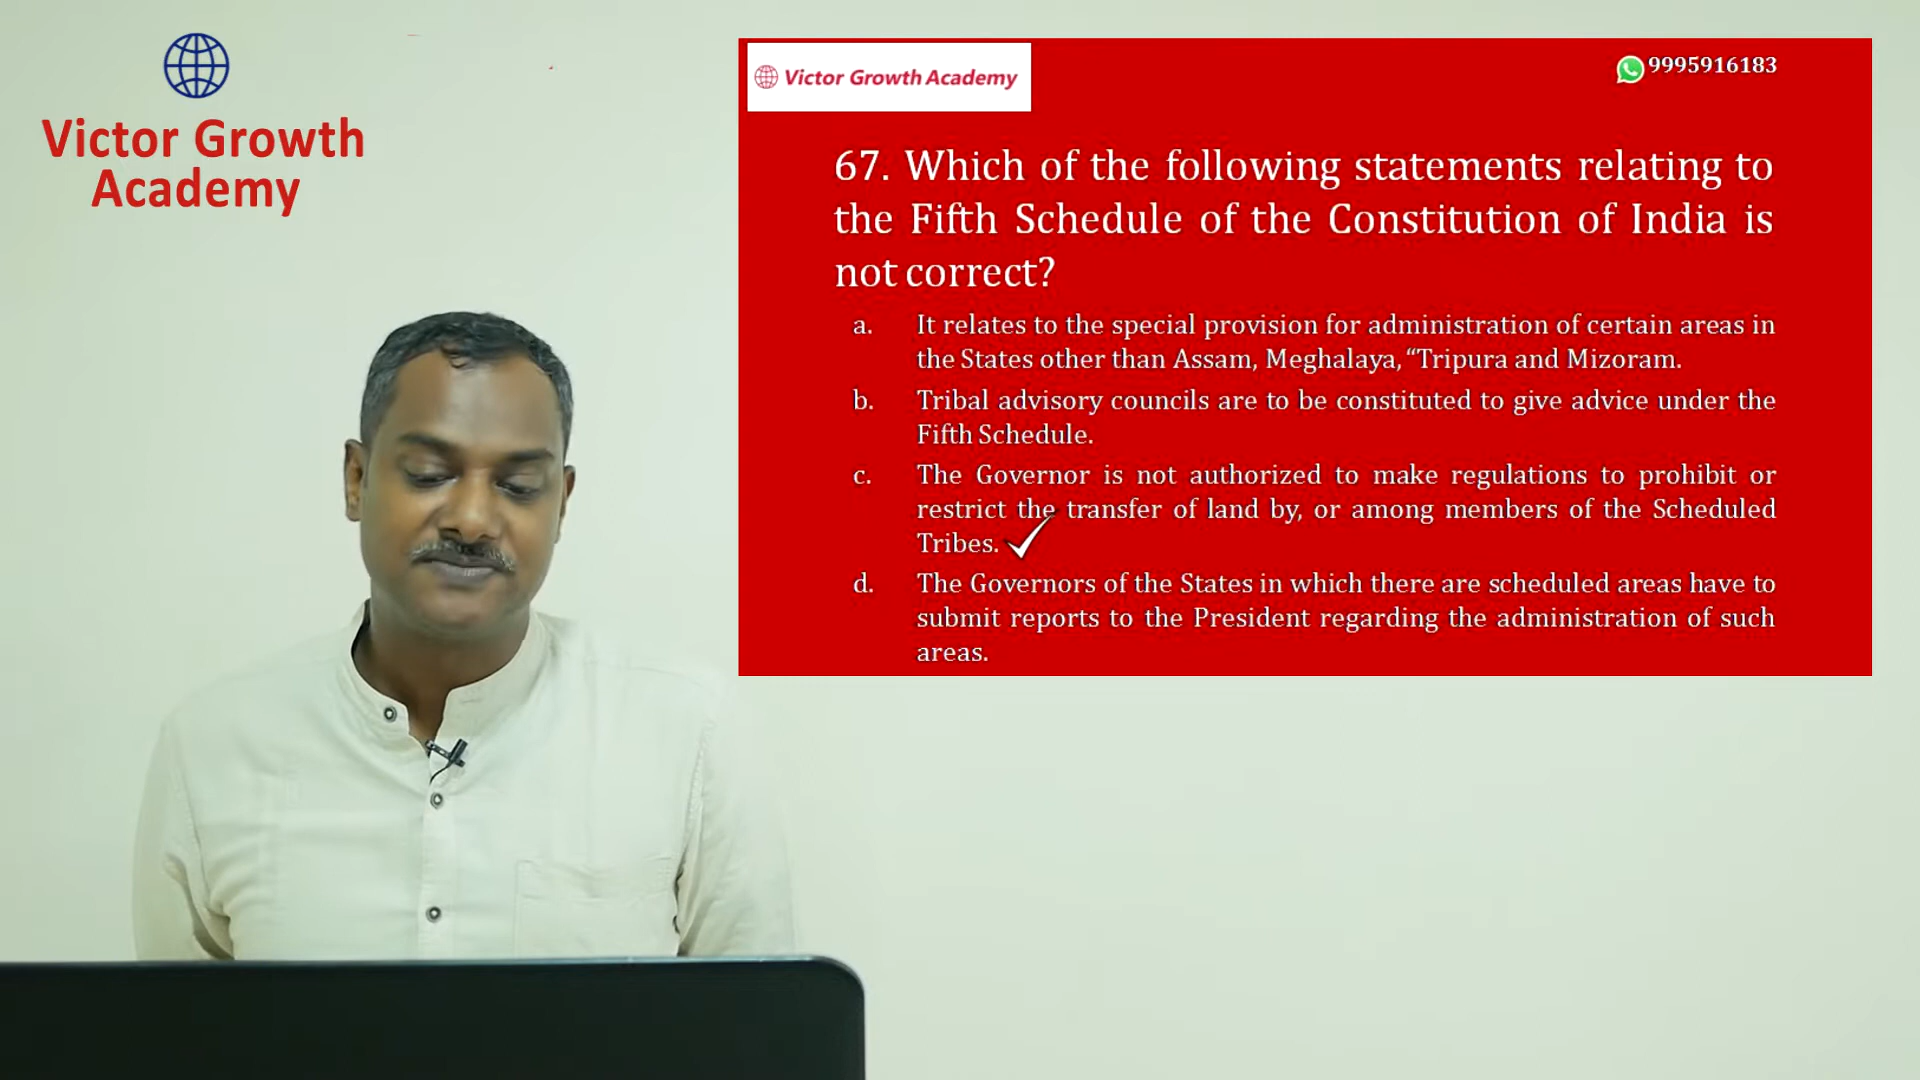 Victor Growth
Academy
Victor Growth Academy
9995916183
67. Which of the following statements relating to
the Fifth Schedule of the Constitution of India is
not correct?
a. It relates to the special provision for administration of certain areas in
the States other than Assam, Meghalaya, “Tripura and Mizoram.
b. Tribal advisory councils are to be constituted to give advice under the
Fifth Schedule.
c. The Governor is not authorized to make regulations to prohibit or
restrict the transfer of land by, or among members of the Scheduled
Tribes.
d. The Governors of the States in which there are scheduled areas have to
submit reports to the President regarding the administration of such
areas.